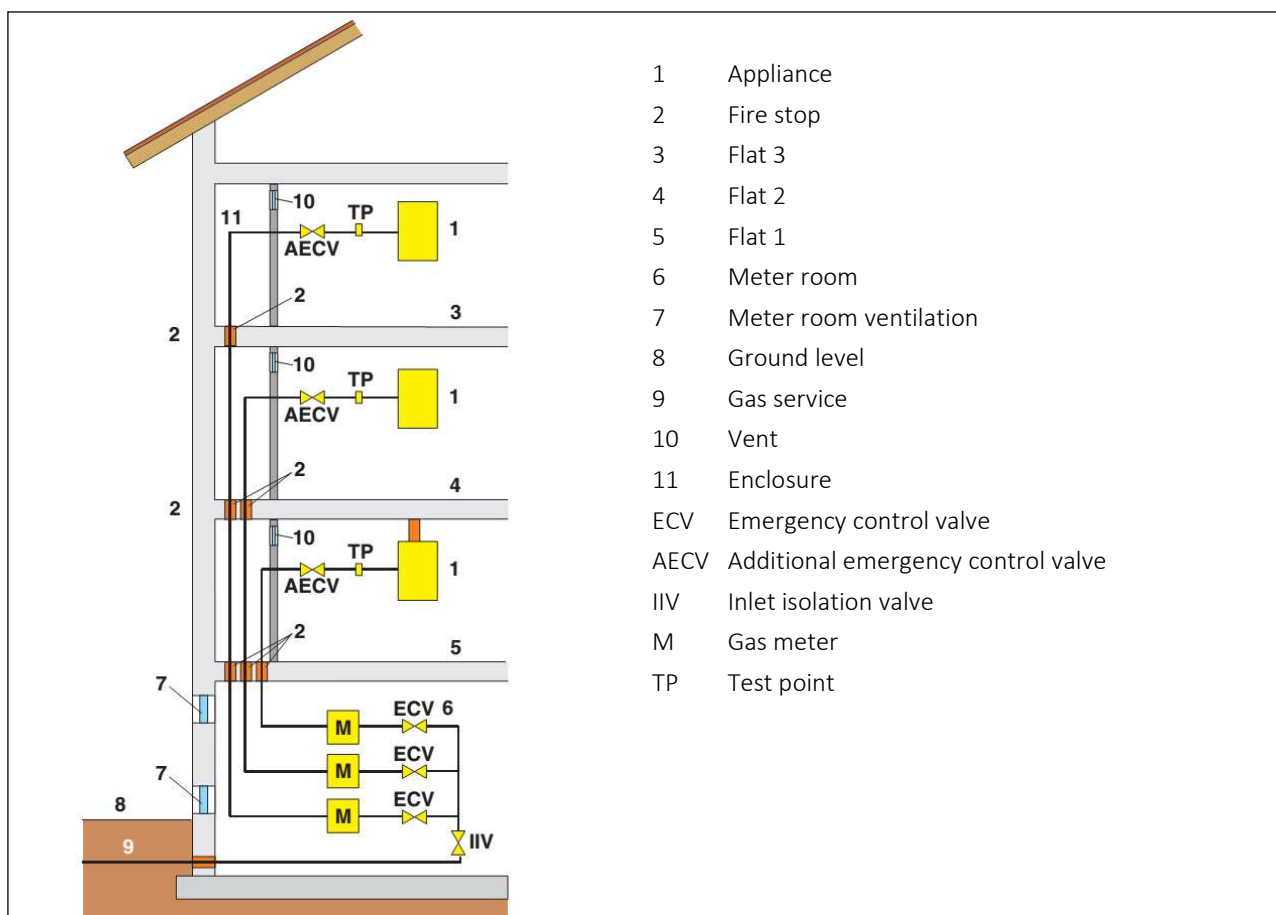 10
11
TP
1
AECV
2
3
2
10
TP
1
AECV
2
4
2
10
TP
1
AECV
2
5
7
ECV 6
M
ECV
M
7
ECV
8
M
9
IIV
1 Appliance
2 Fire stop
3 Flat 3
4 Flat 2
5 Flat 1
6 Meter room
7 Meter room ventilation
8 Ground level
9 Gas service
10 Vent
11 Enclosure
ECV Emergency control valve
AECV Additional emergency control valve
IIV Inlet isolation valve
M Gas meter
TP Test point